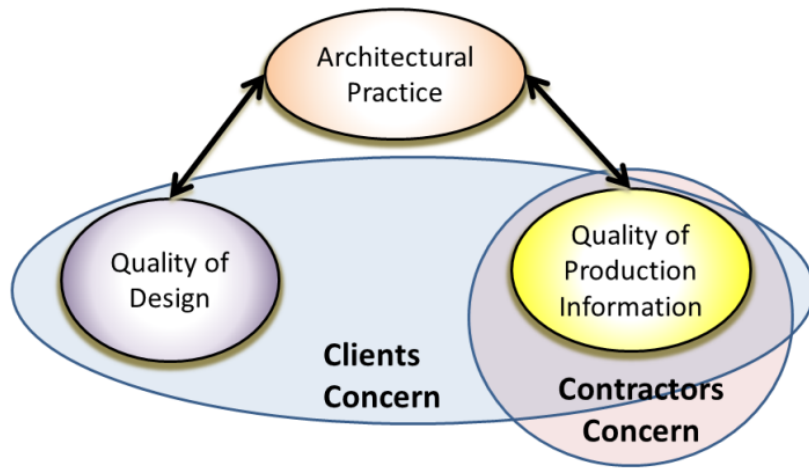 Architectural
Practice
Quality of
Design
Quality of
Production
Information
Clients
Concern
Contractors
Concern